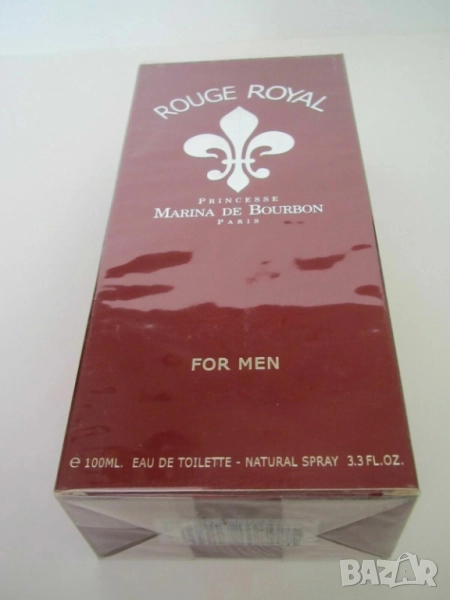 ROUGE ROYAL
PRINCESSE
MARINA DE BOURBON
PARIS
FOR MEN
℮ 100ML. EAU DE TOILETTE - NATURAL SPRAY 3.3 FL.OZ.
BAZAR